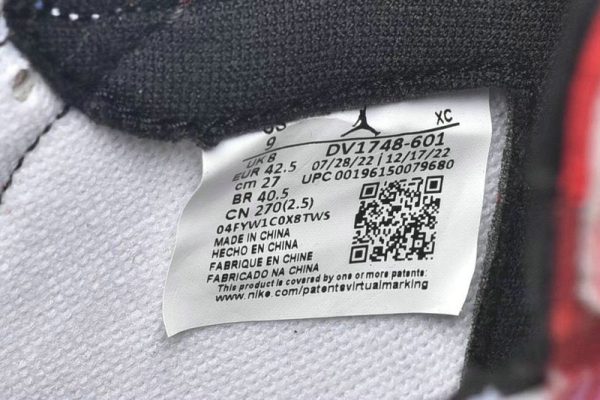 XC
9 DV1748-601
UK 8 07/28/22 | 12/17/22
EUR 42.5 UPC 00196150079680
cm 27
BR 40.5
CN 270(2.5)
04FYW1C0X8TWS
MADE IN CHINA
HECHO EN CHINA
FABRIQUE EN CHINE
FABRICADO NA CHINA
This product is covered by one or more patents:
www.nike.com/patentsvirtualmarking